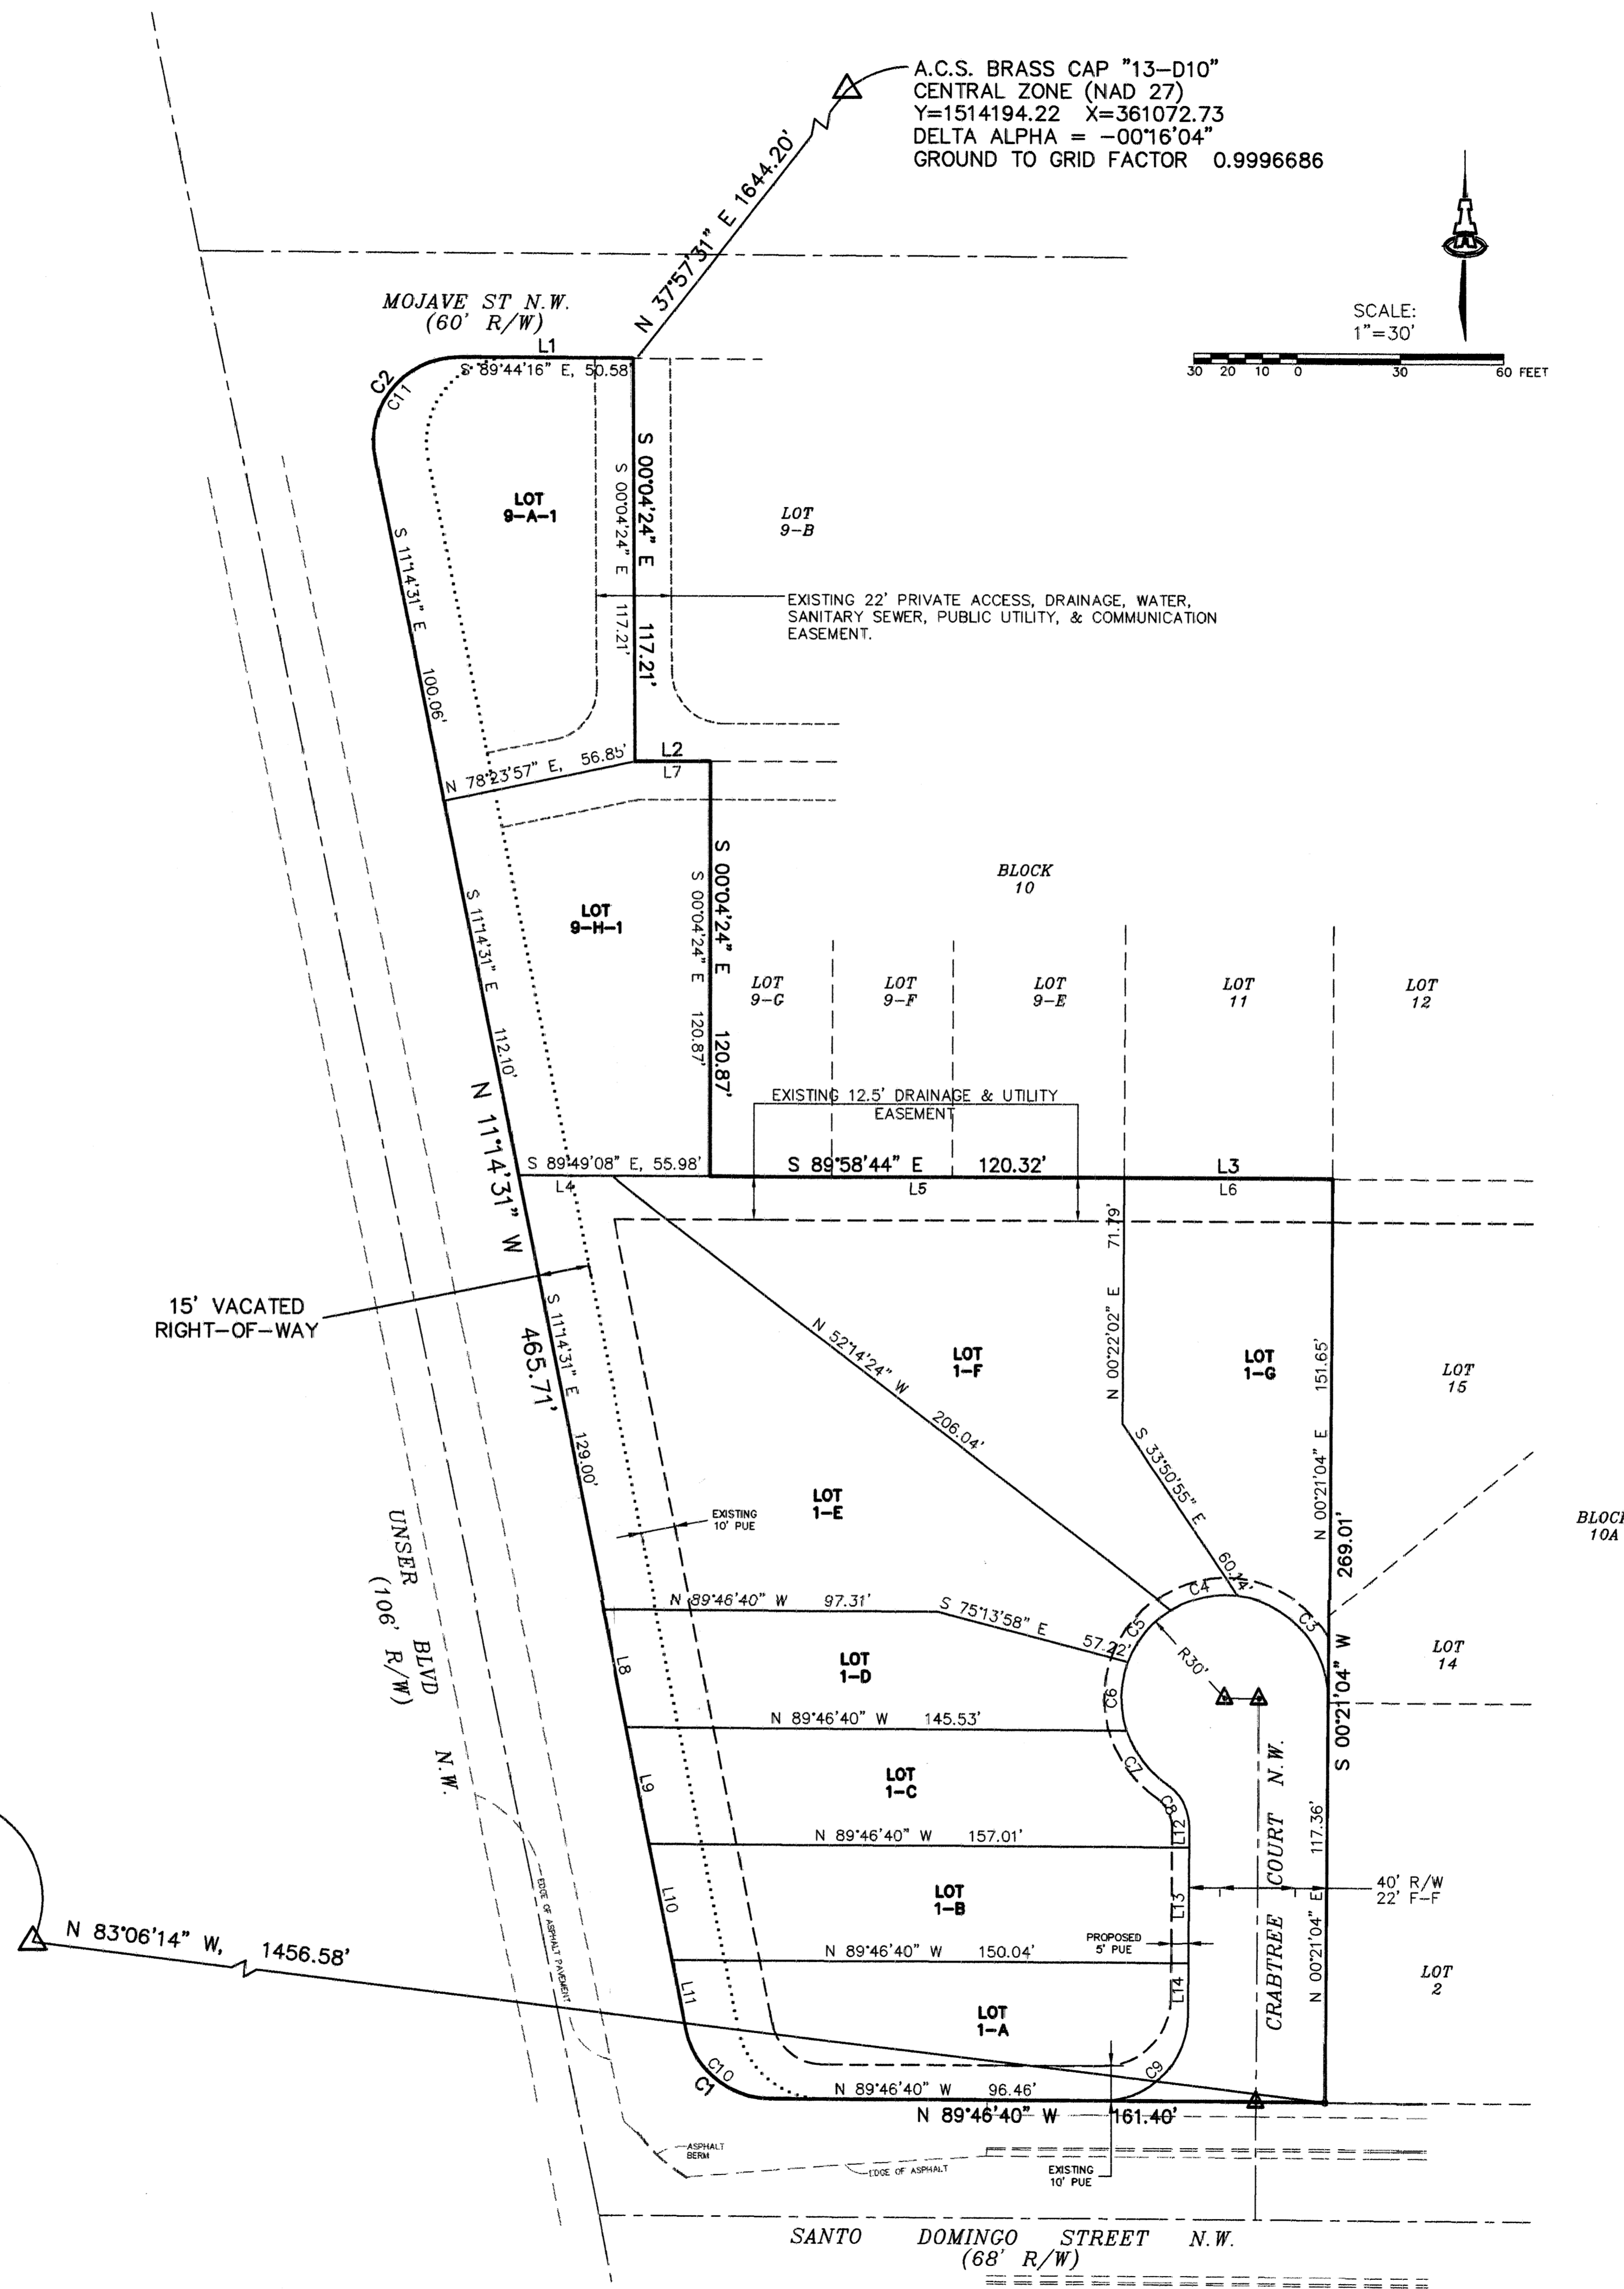 A.C.S. BRASS CAP "13-D10"
CENTRAL ZONE (NAD 27)
Y=1514194.22 X=361072.73
DELTA ALPHA = -00°16'04"
GROUND TO GRID FACTOR 0.9996686
N 37°57'31" E 1644.20'
SCALE:
1"=30'
30 20 10 0 30 60 FEET
MOJAVE ST N.W.
(60' R/W)
L1
S 89°44'16" E, 50.58'
C2
C11
LOT
9-A-1
S 00°04'24" E 117.21'
S 00°04'24" E 117.21'
LOT
9-B
EXISTING 22' PRIVATE ACCESS, DRAINAGE, WATER,
SANITARY SEWER, PUBLIC UTILITY, & COMMUNICATION
EASEMENT.
S 11°14'31" E 100.06'
N 78°23'57" E, 56.85'
L2
L7
S 00°04'24" E 120.87'
S 00°04'24" E 120.87'
BLOCK
10
LOT
9-H-1
S 11°14'31" E 112.10'
LOT
9-G
LOT
9-F
LOT
9-E
LOT
11
LOT
12
EXISTING 12.5' DRAINAGE & UTILITY
EASEMENT
S 89°49'08" E, 55.98'
L4
S 89°58'44" E 120.32'
L5
L3
L6
N 11°14'31" W 465.71'
15' VACATED
RIGHT-OF-WAY
S 11°14'31" E 129.00'
N 52°14'24" W 206.04'
LOT
1-F
N 00°22'02" E 71.79'
LOT
1-G
N 00°21'04" E 151.65'
LOT
15
S 33°50'55" E 60.14'
LOT
1-E
EXISTING
10' PUE
BLOCK
10A
S 00°21'04" W 269.01'
UNSER BLVD N.W.
(106' R/W)
N 89°46'40" W 97.31'
S 75°13'58" E 57.22'
C4
C3
C5
R30'
L8
LOT
1-D
C6
LOT
14
N 89°46'40" W 145.53'
L9
LOT
1-C
C7
C8
L12
N 89°46'40" W 157.01'
L10
LOT
1-B
L13
CRABTREE COURT N.W.
N 00°21'04" E 117.36'
40' R/W
22' F-F
PROPOSED
5' PUE
N 89°46'40" W 150.04'
L11
LOT
1-A
L14
LOT
2
N 83°06'14" W, 1456.58'
EDGE OF ASPHALT PAVEMENT
C10
C1
C9
N 89°46'40" W 96.46'
N 89°46'40" W 161.40'
ASPHALT
BERM
EDGE OF ASPHALT
EXISTING
10' PUE
SANTO DOMINGO STREET N.W.
(68' R/W)